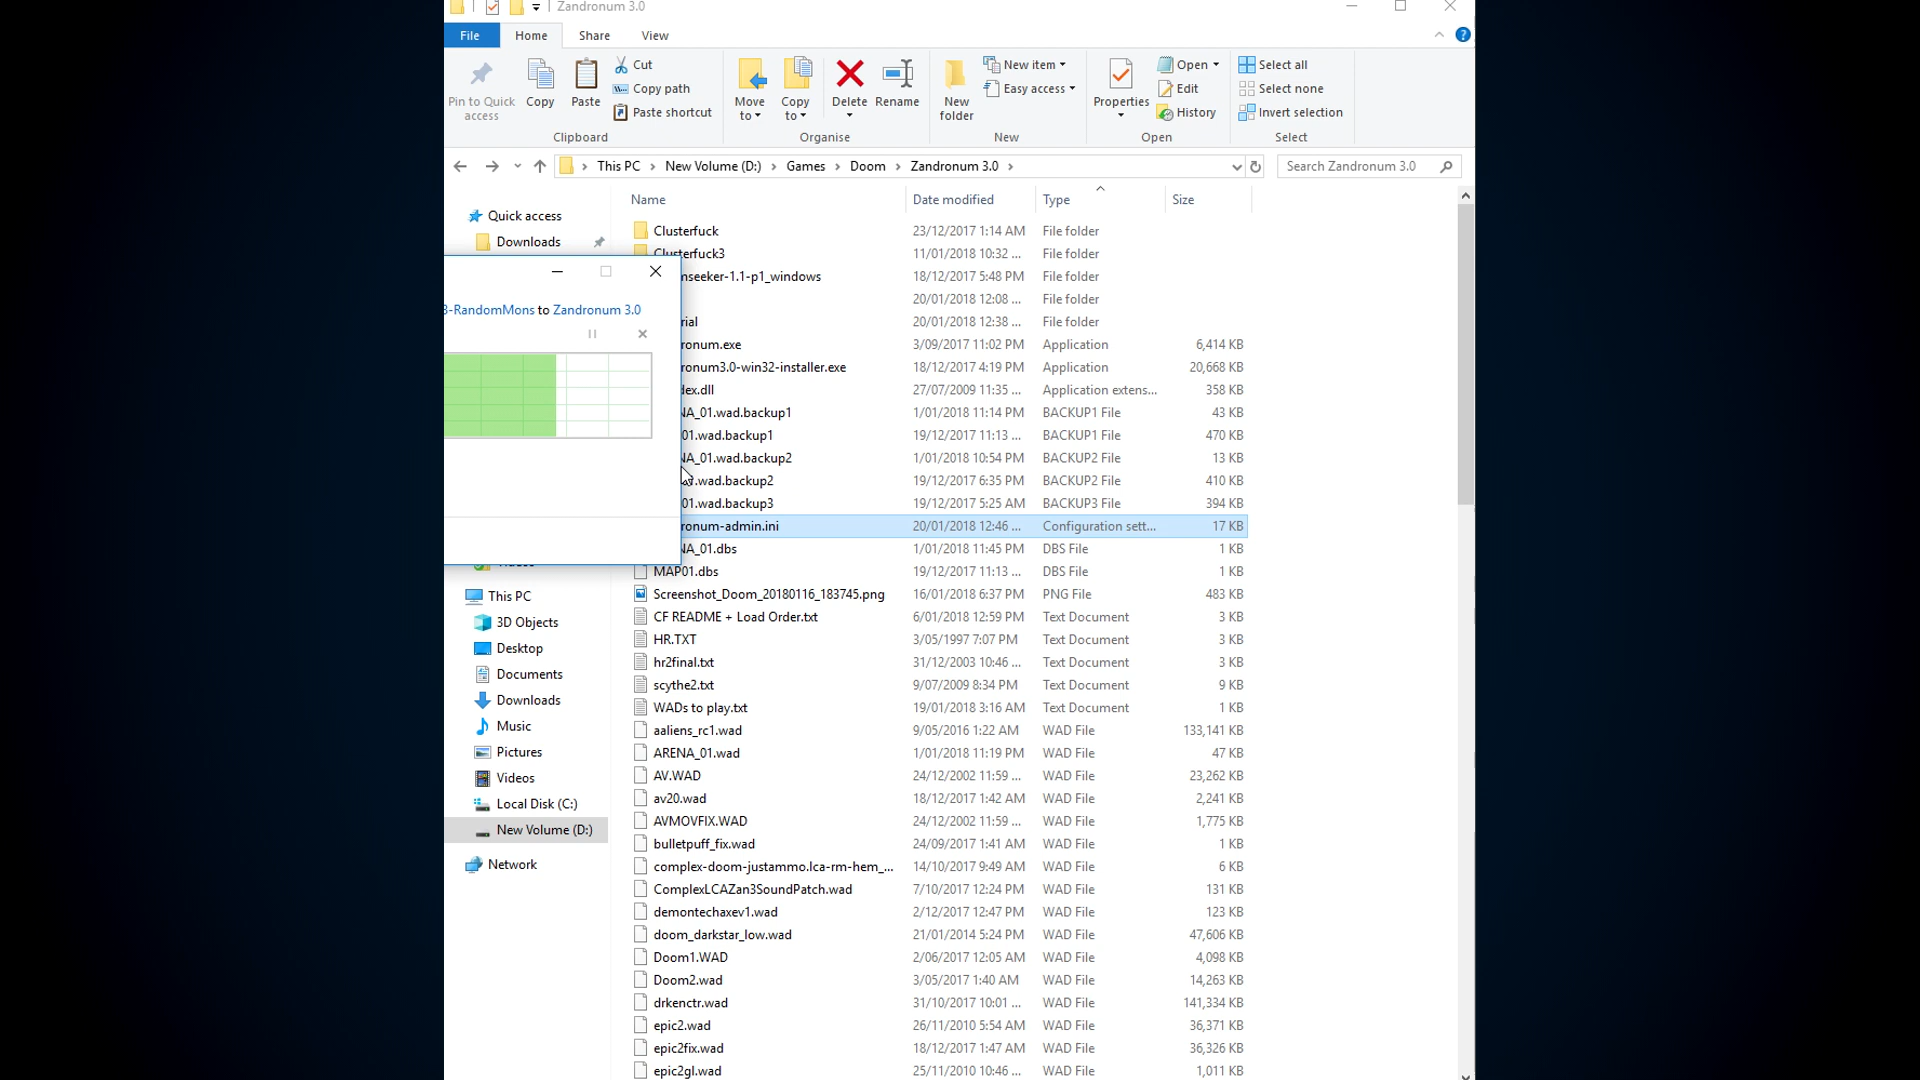 Zandronum 3.0
File Home Share View
Pin to Quick access
Copy
Paste
Cut
Copy path
Paste shortcut
Clipboard
Move to
Copy to
Delete
Rename
Organise
New folder
New item
Easy access
New
Properties
Open
Edit
History
Open
Select all
Select none
Invert selection
Select
This PC New Volume (D:) Games Doom Zandronum 3.0
Search Zandronum 3.0
Quick access
Downloads
-RandomMons to Zandronum 3.0
This PC
3D Objects
Desktop
Documents
Downloads
Music
Pictures
Videos
Local Disk (C:)
New Volume (D:)
Network
Name Date modified Type Size
Clusterfuck 23/12/2017 1:14 AM File folder
Clusterfuck3 11/01/2018 10:32 ... File folder
nseeker-1.1-p1_windows 18/12/2017 5:48 PM File folder
20/01/2018 12:08 ... File folder
rial 20/01/2018 12:38 ... File folder
ronum.exe 3/09/2017 11:02 PM Application 6,414 KB
ronum3.0-win32-installer.exe 18/12/2017 4:19 PM Application 20,668 KB
dex.dll 27/07/2009 11:35 ... Application extens... 358 KB
NA_01.wad.backup1 1/01/2018 11:14 PM BACKUP1 File 43 KB
01.wad.backup1 19/12/2017 11:13 ... BACKUP1 File 470 KB
NA_01.wad.backup2 1/01/2018 10:54 PM BACKUP2 File 13 KB
.wad.backup2 19/12/2017 6:35 PM BACKUP2 File 410 KB
01.wad.backup3 19/12/2017 5:25 AM BACKUP3 File 394 KB
ronum-admin.ini 20/01/2018 12:46 ... Configuration sett... 17 KB
NA_01.dbs 1/01/2018 11:45 PM DBS File 1 KB
MAP01.dbs 19/12/2017 11:13 ... DBS File 1 KB
Screenshot_Doom_20180116_183745.png 16/01/2018 6:37 PM PNG File 483 KB
CF README + Load Order.txt 6/01/2018 12:59 PM Text Document 3 KB
HR.TXT 3/05/1997 7:07 PM Text Document 3 KB
hr2final.txt 31/12/2003 10:46 ... Text Document 3 KB
scythe2.txt 9/07/2009 8:34 PM Text Document 9 KB
WADs to play.txt 19/01/2018 3:16 AM Text Document 1 KB
aaliens_rc1.wad 9/05/2016 1:22 AM WAD File 133,141 KB
ARENA_01.wad 1/01/2018 11:19 PM WAD File 47 KB
AV.WAD 24/12/2002 11:59 ... WAD File 23,262 KB
av20.wad 18/12/2017 1:42 AM WAD File 2,241 KB
AVMOVFIX.WAD 24/12/2002 11:59 ... WAD File 1,775 KB
bulletpuff_fix.wad 24/09/2017 1:41 AM WAD File 1 KB
complex-doom-justammo.lca-rm-hem_... 14/10/2017 9:49 AM WAD File 6 KB
ComplexLCAZan3SoundPatch.wad 7/10/2017 12:24 PM WAD File 131 KB
demontechaxev1.wad 2/12/2017 12:47 PM WAD File 123 KB
doom_darkstar_low.wad 21/01/2014 5:24 PM WAD File 47,606 KB
Doom1.WAD 2/06/2017 12:05 AM WAD File 4,098 KB
Doom2.wad 3/05/2017 1:40 AM WAD File 14,263 KB
drkenctr.wad 31/10/2017 10:01 ... WAD File 141,334 KB
epic2.wad 26/11/2010 5:54 AM WAD File 36,371 KB
epic2fix.wad 18/12/2017 1:47 AM WAD File 36,326 KB
epic2gl.wad 25/11/2010 10:46 ... WAD File 1,011 KB